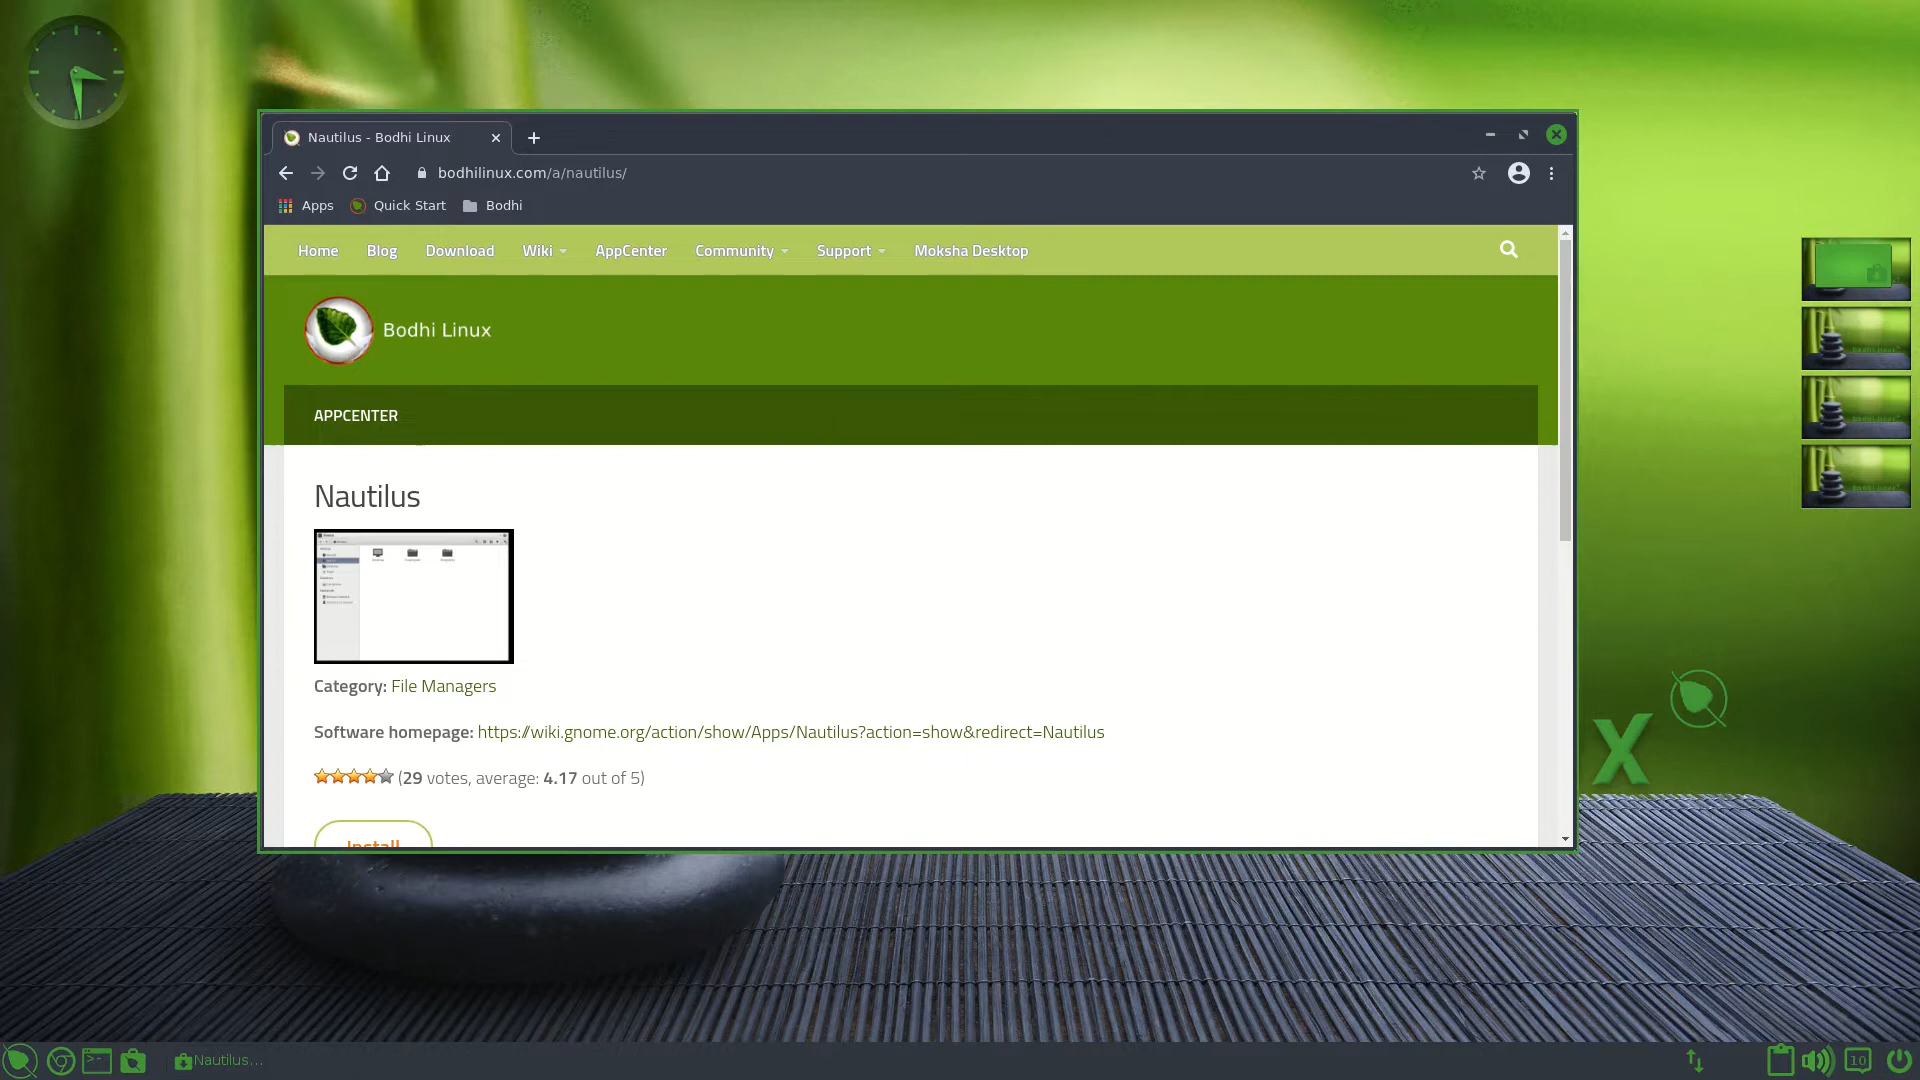 Nautilus - Bodhi Linux
bodhilinux.com/a/nautilus/
Apps Quick Start Bodhi
Home Blog Download Wiki AppCenter Community Support Moksha Desktop
Bodhi Linux
APPCENTER
Nautilus
Category: File Managers
Software homepage: https://wiki.gnome.org/action/show/Apps/Nautilus?action=show&redirect=Nautilus
(29 votes, average: 4.17 out of 5)
Install
X
Nautilus...
10